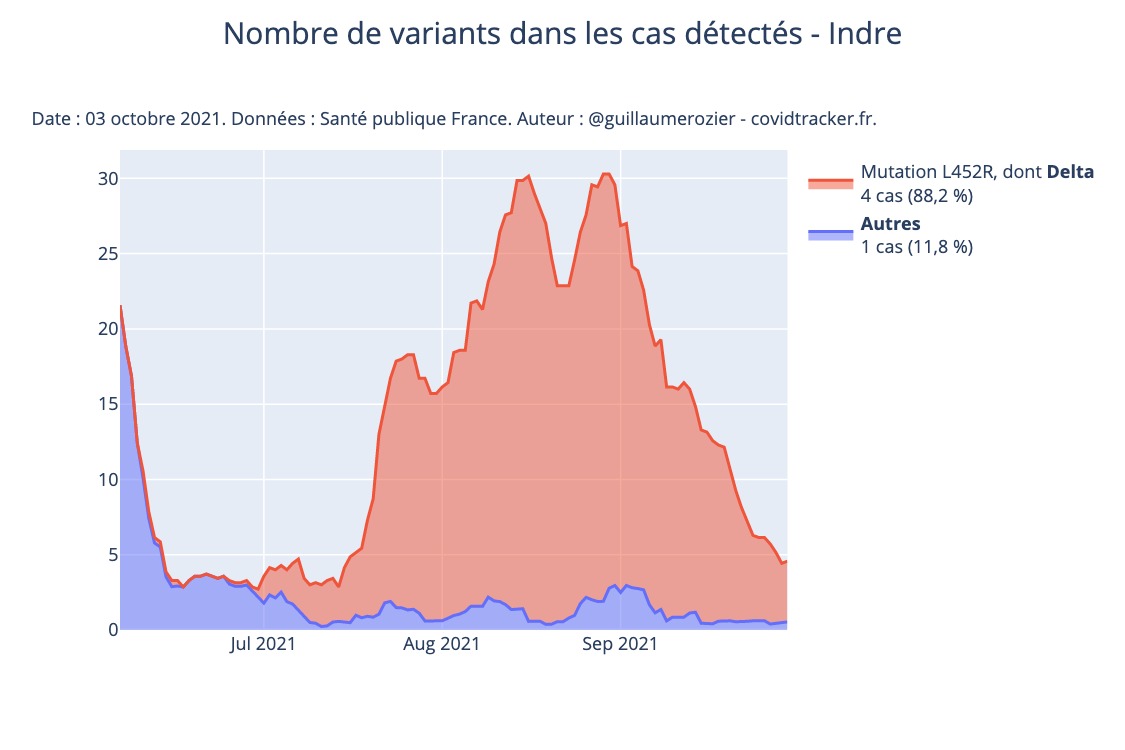 Nombre de variants dans les cas détectés - Indre
Date : 03 octobre 2021. Données : Santé publique France. Auteur : @guillaumerozier - covidtracker.fr.
Mutation L452R, dont Delta
4 cas (88,2 %)
Autres
1 cas (11,8 %)
30
25
20
15
10
5
0
Jul 2021
Aug 2021
Sep 2021